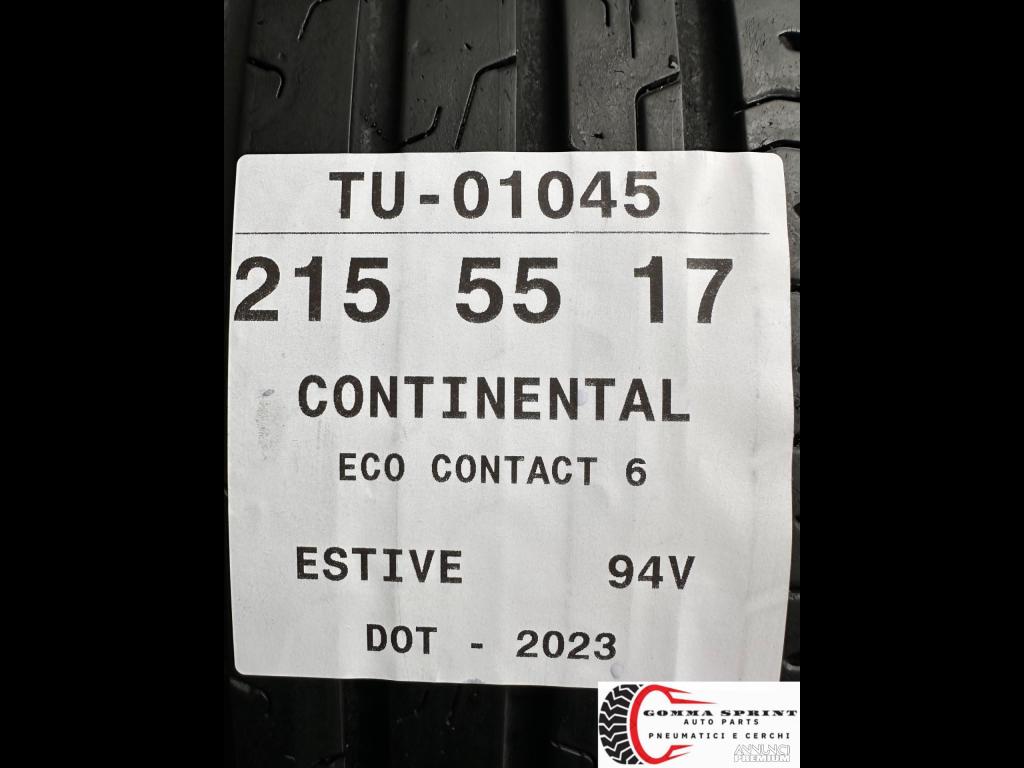 TU-01045
215 55 17
CONTINENTAL
ECO CONTACT 6
ESTIVE 94V
DOT - 2023
GOMMA SPRINT
AUTO PARTS
PNEUMATICI E CERCHI
ANNUNCI
PREMIUM